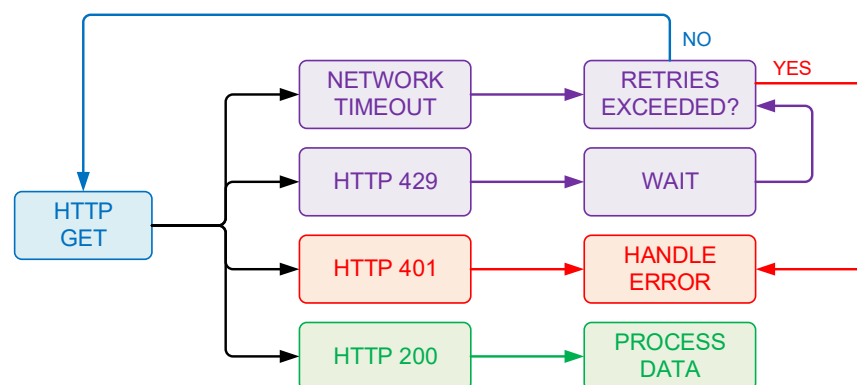 NO
YES
NETWORK
TIMEOUT
RETRIES
EXCEEDED?
HTTP 429
WAIT
HTTP
GET
HTTP 401
HANDLE
ERROR
HTTP 200
PROCESS
DATA